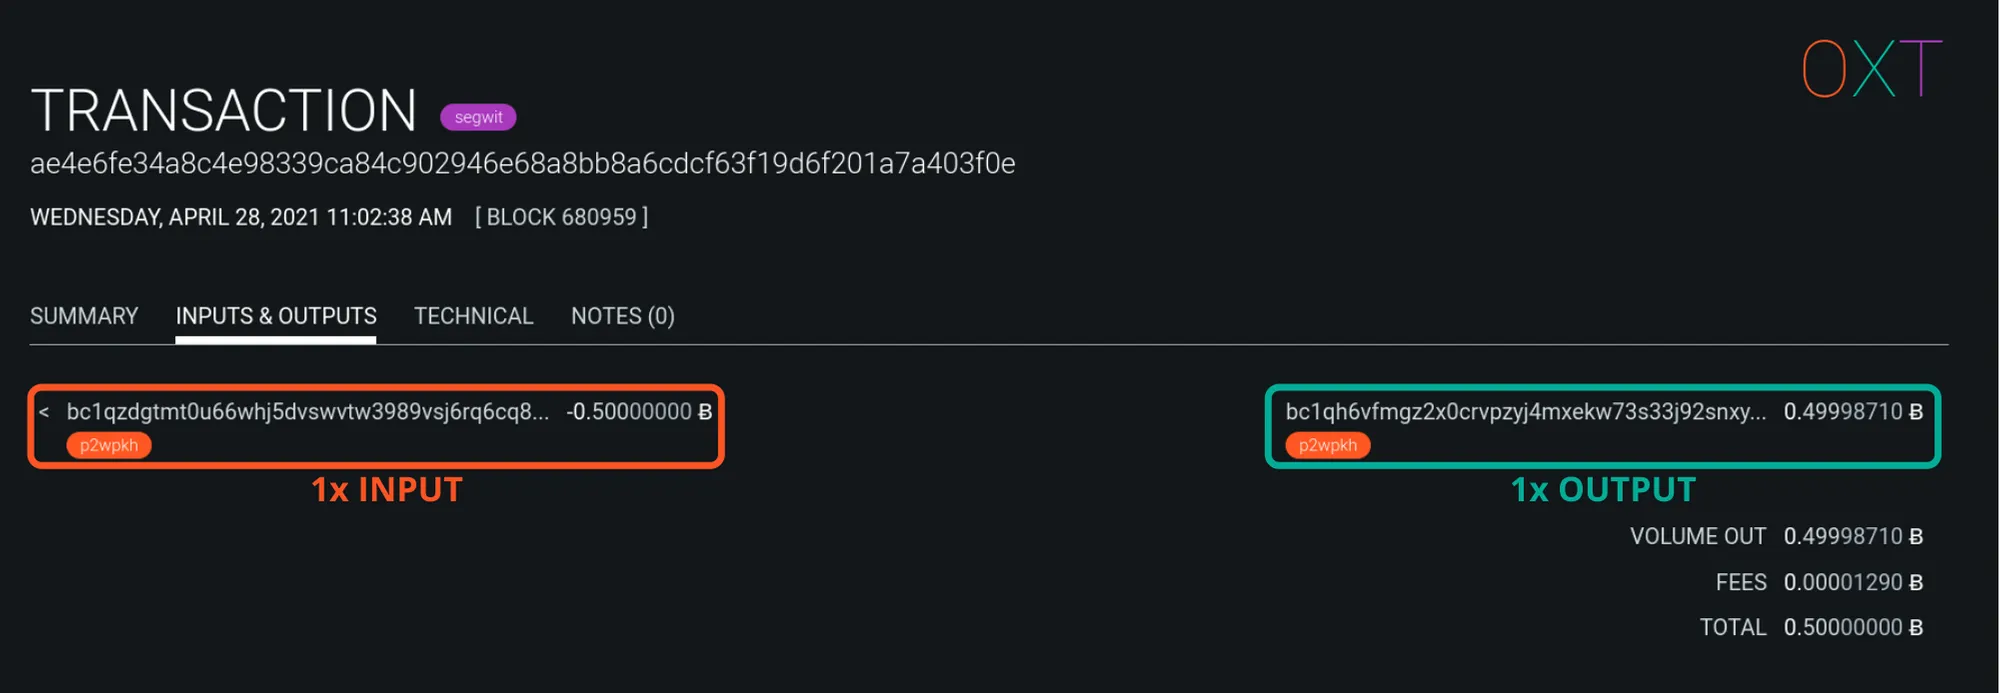 OXT
TRANSACTION segwit
ae4e6fe34a8c4e98339ca84c902946e68a8bb8a6cdcf63f19d6f201a7a403f0e
WEDNESDAY, APRIL 28, 2021 11:02:38 AM [ BLOCK 680959 ]
SUMMARY INPUTS & OUTPUTS TECHNICAL NOTES (0)
< bc1qzdgtmt0u66whj5dvswvtw3989vsj6rq6cq8... -0.50000000 Ƀ
p2wpkh
1x INPUT
bc1qh6vfmgz2x0crvpzyj4mxekw73s33j92snxy... 0.49998710 Ƀ
p2wpkh
1x OUTPUT
VOLUME OUT 0.49998710 Ƀ
FEES 0.00001290 Ƀ
TOTAL 0.50000000 Ƀ